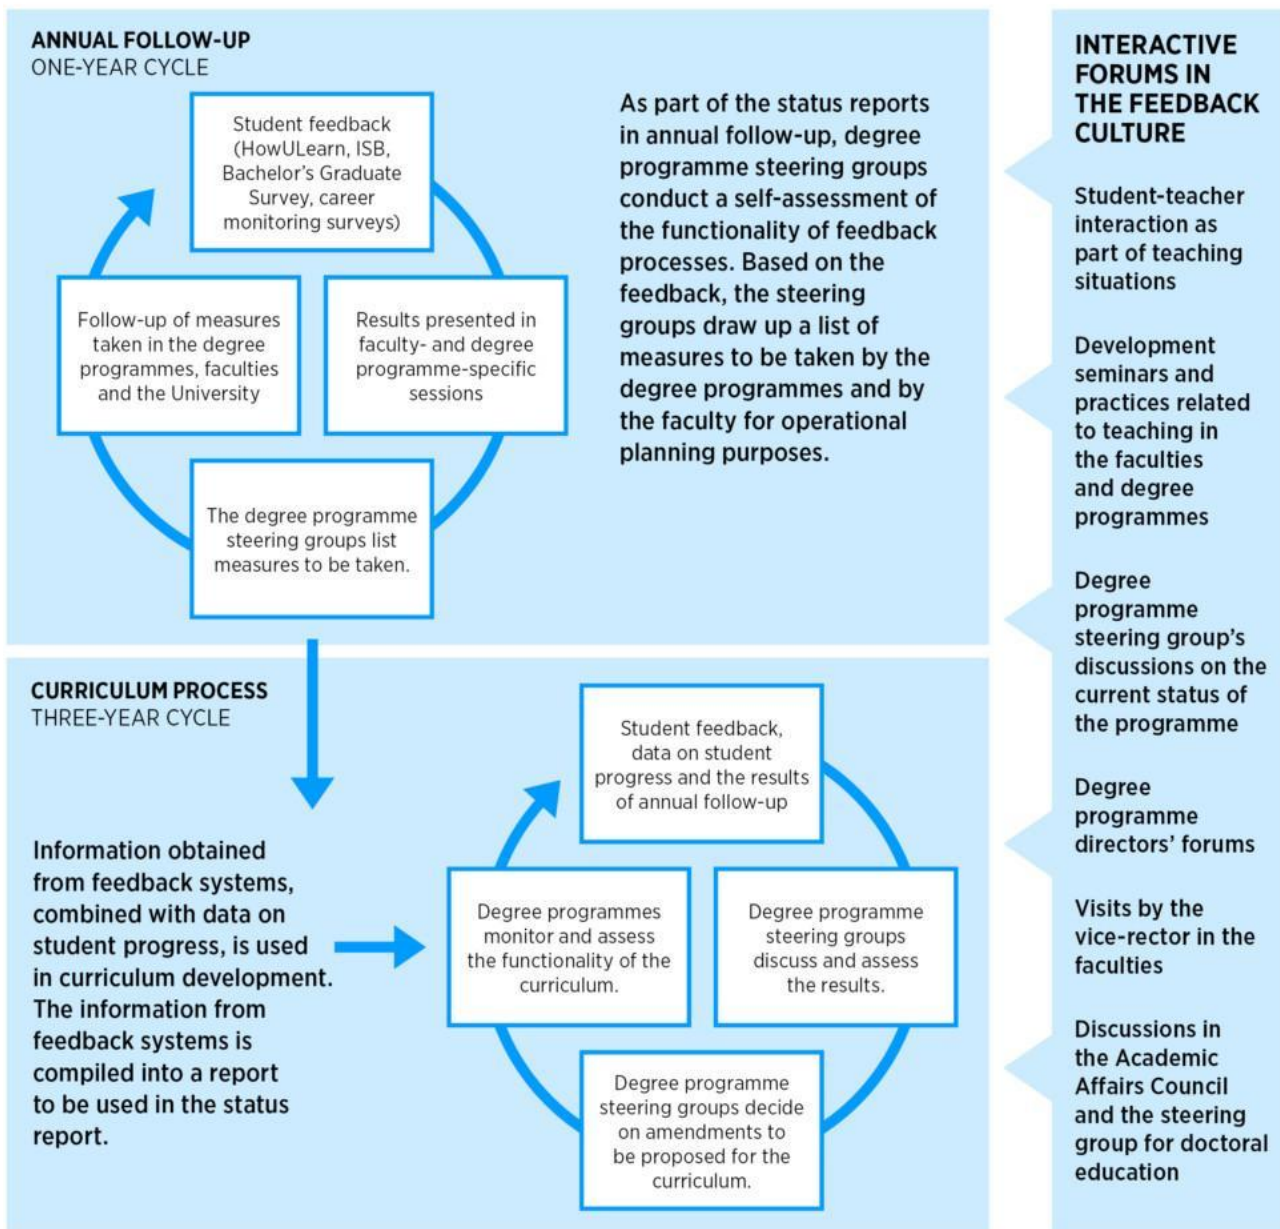 ANNUAL FOLLOW-UP
ONE-YEAR CYCLE
Student feedback
(HowULearn, ISB,
Bachelor's Graduate
Survey, career
monitoring surveys)
Results presented in
faculty- and degree
programme-specific
sessions
The degree programme
steering groups list
measures to be taken.
Follow-up of measures
taken in the degree
programmes, faculties
and the University
As part of the status reports
in annual follow-up, degree
programme steering groups
conduct a self-assessment of
the functionality of feedback
processes. Based on the
feedback, the steering
groups draw up a list of
measures to be taken by the
degree programmes and by
the faculty for operational
planning purposes.
CURRICULUM PROCESS
THREE-YEAR CYCLE
Information obtained
from feedback systems,
combined with data on
student progress, is used
in curriculum development.
The information from
feedback systems is
compiled into a report
to be used in the status
report.
Student feedback,
data on student
progress and the results
of annual follow-up
Degree programme
steering groups
discuss and assess
the results.
Degree programme
steering groups decide
on amendments to
be proposed for the
curriculum.
Degree programmes
monitor and assess
the functionality of the
curriculum.
INTERACTIVE
FORUMS IN
THE FEEDBACK
CULTURE
Student-teacher
interaction as
part of teaching
situations
Development
seminars and
practices related
to teaching in
the faculties
and degree
programmes
Degree
programme
steering group's
discussions on the
current status of
the programme
Degree
programme
directors' forums
Visits by the
vice-rector in the
faculties
Discussions in
the Academic
Affairs Council
and the steering
group for doctoral
education